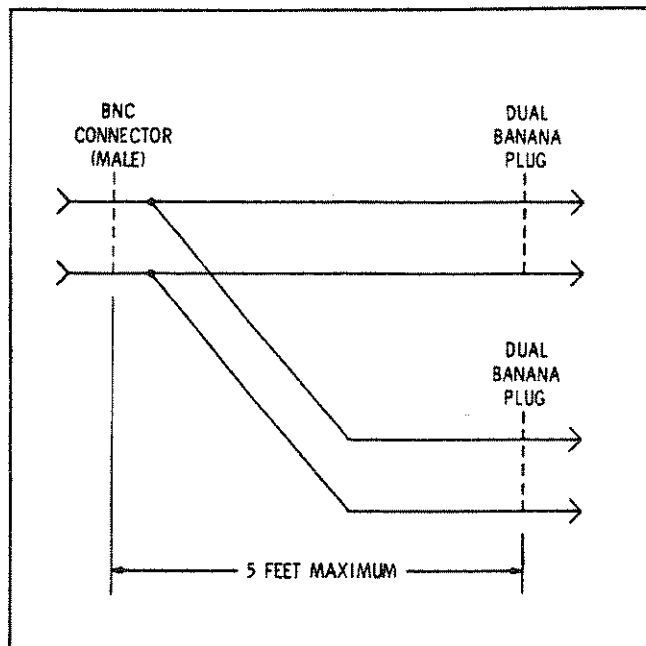 BNC
CONNECTOR
(MALE)
DUAL
BANANA
PLUG
DUAL
BANANA
PLUG
5 FEET MAXIMUM